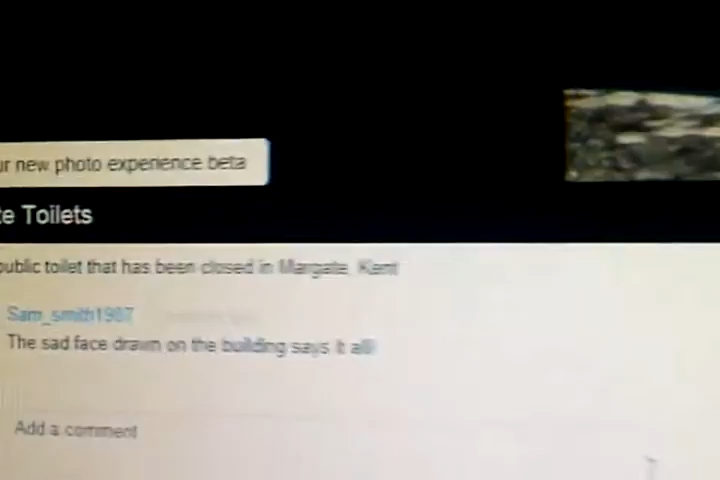 ur new photo experience beta
te Toilets
public toilet that has been closed in Margate, Kent
Sam_smith1987
The sad face drawn on the building says it all!
Add a comment